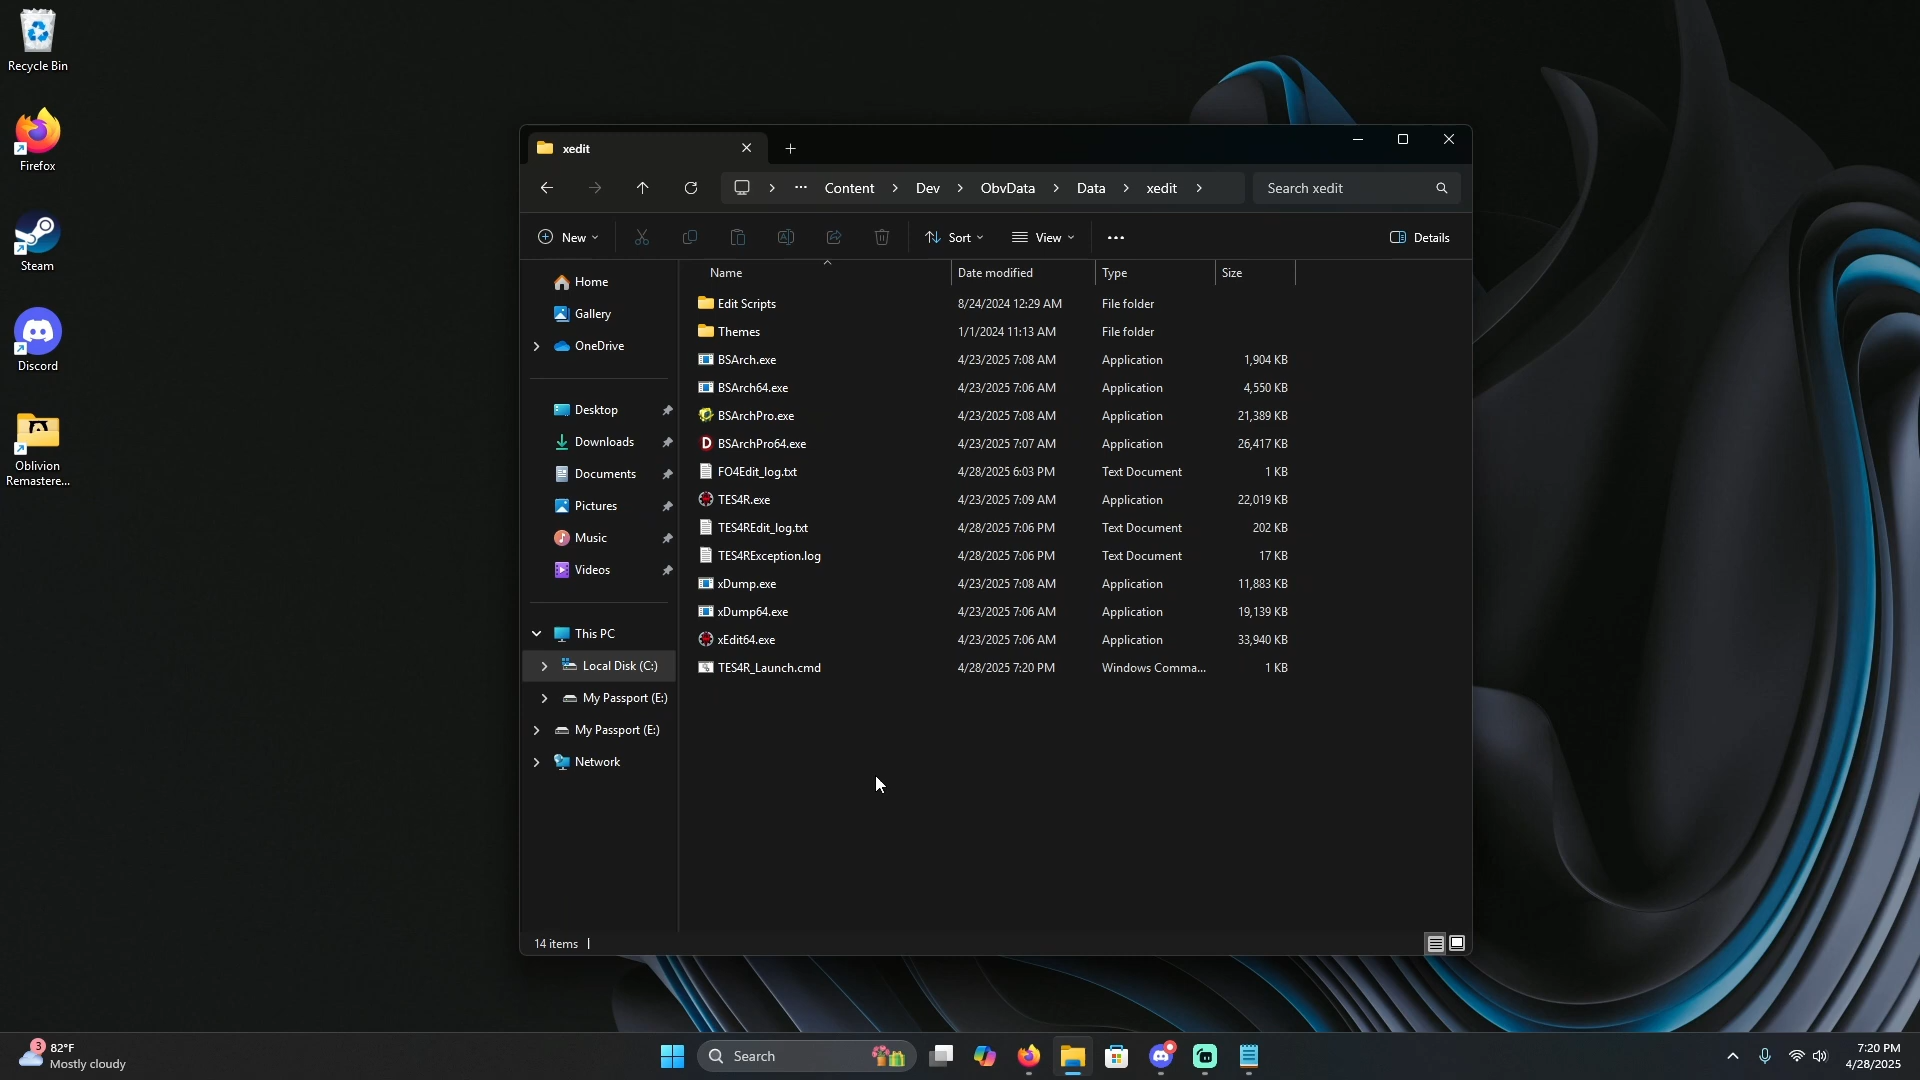 Recycle Bin
Firefox
Steam
Discord
Oblivion
Remastere...
xedit
Content
Dev
ObvData
Data
xedit
Search xedit
New
Sort
View
Details
Home
Gallery
OneDrive
Desktop
Downloads
Documents
Pictures
Music
Videos
This PC
Local Disk (C:)
My Passport (E:)
My Passport (E:)
Network
Name Date modified Type Size
Edit Scripts 8/24/2024 12:29 AM File folder
Themes 1/1/2024 11:13 AM File folder
BSArch.exe 4/23/2025 7:08 AM Application 1,904 KB
BSArch64.exe 4/23/2025 7:06 AM Application 4,550 KB
BSArchPro.exe 4/23/2025 7:08 AM Application 21,389 KB
BSArchPro64.exe 4/23/2025 7:07 AM Application 26,417 KB
FO4Edit_log.txt 4/28/2025 6:03 PM Text Document 1 KB
TES4R.exe 4/23/2025 7:09 AM Application 22,019 KB
TES4REdit_log.txt 4/28/2025 7:06 PM Text Document 202 KB
TES4RException.log 4/28/2025 7:06 PM Text Document 17 KB
xDump.exe 4/23/2025 7:08 AM Application 11,883 KB
xDump64.exe 4/23/2025 7:06 AM Application 19,139 KB
xEdit64.exe 4/23/2025 7:06 AM Application 33,940 KB
TES4R_Launch.cmd 4/28/2025 7:20 PM Windows Comma... 1 KB
14 items
3
82°F
Mostly cloudy
Search
7:20 PM
4/28/2025